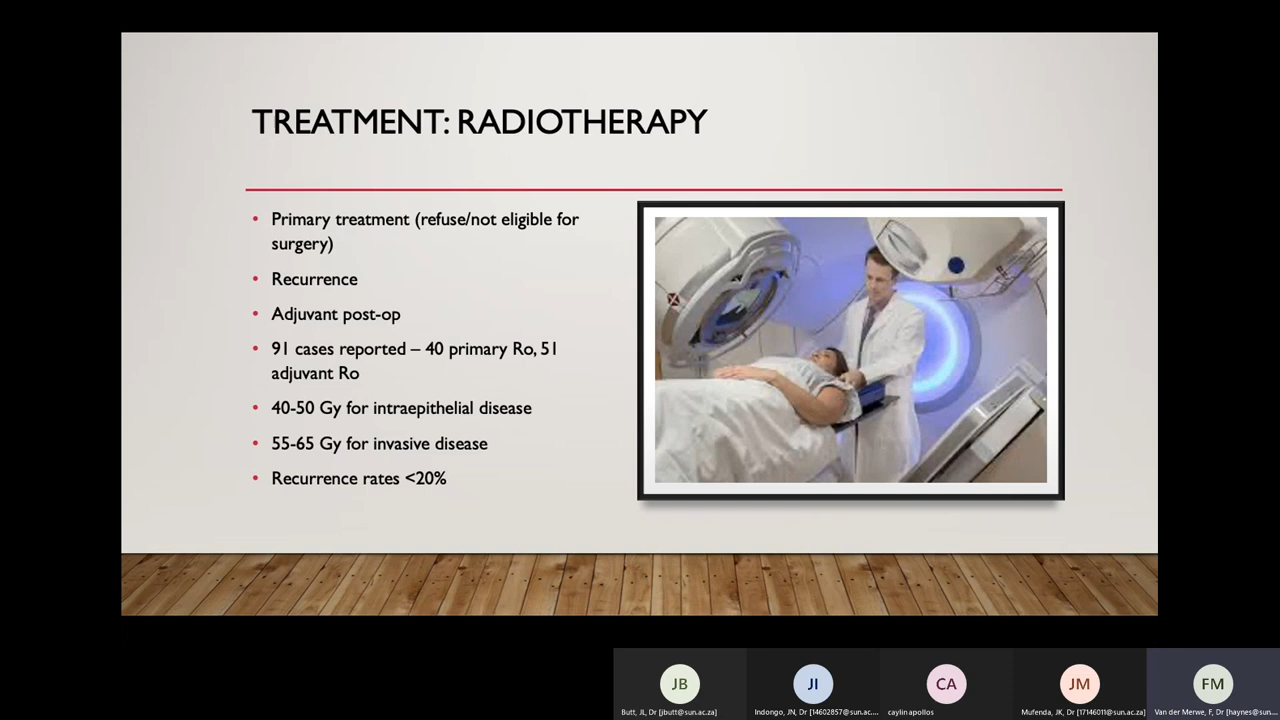 TREATMENT: RADIOTHERAPY
• Primary treatment (refuse/not eligible for
surgery)
• Recurrence
• Adjuvant post-op
• 91 cases reported – 40 primary Ro, 51
adjuvant Ro
• 40-50 Gy for intraepithelial disease
• 55-65 Gy for invasive disease
• Recurrence rates <20%
JB
JI
CA
JM
FM
Butt, JL, Dr [jbutt@sun.ac.za]
Indongo, JN, Dr [14602857@sun.ac....
caylin apollos
Mufenda, JK, Dr [17146011@sun.ac.za]
Van der Merwe, F, Dr [haynes@sun...